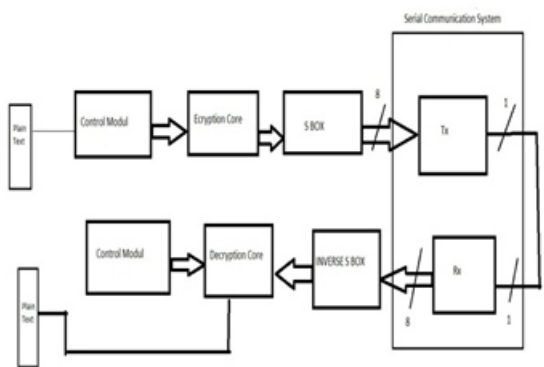 Serial Communication System
8
1
Plain
Text
Control Modul
Ecryption Core
S BOX
Tx
Control Modul
Decryption Core
INVERSE S BOX
Rx
8
1
Plain
Text